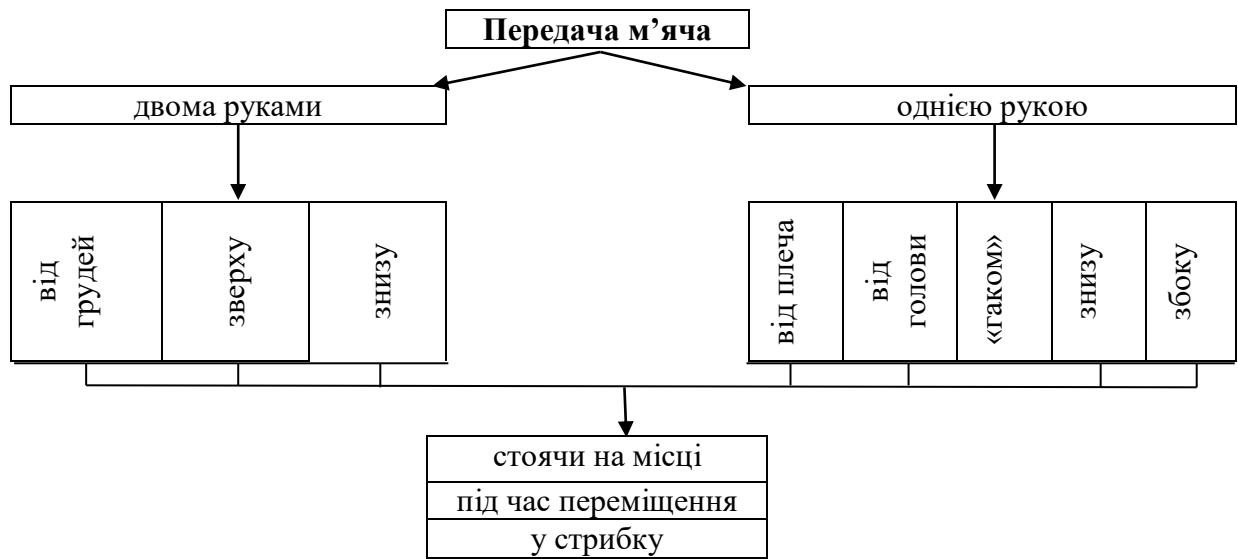 Передача м’яча
двома руками
однією рукою
від
грудей
зверху
знизу
від плеча
від
голови
«гаком»
знизу
збоку
стоячи на місці
під час переміщення
у стрибку